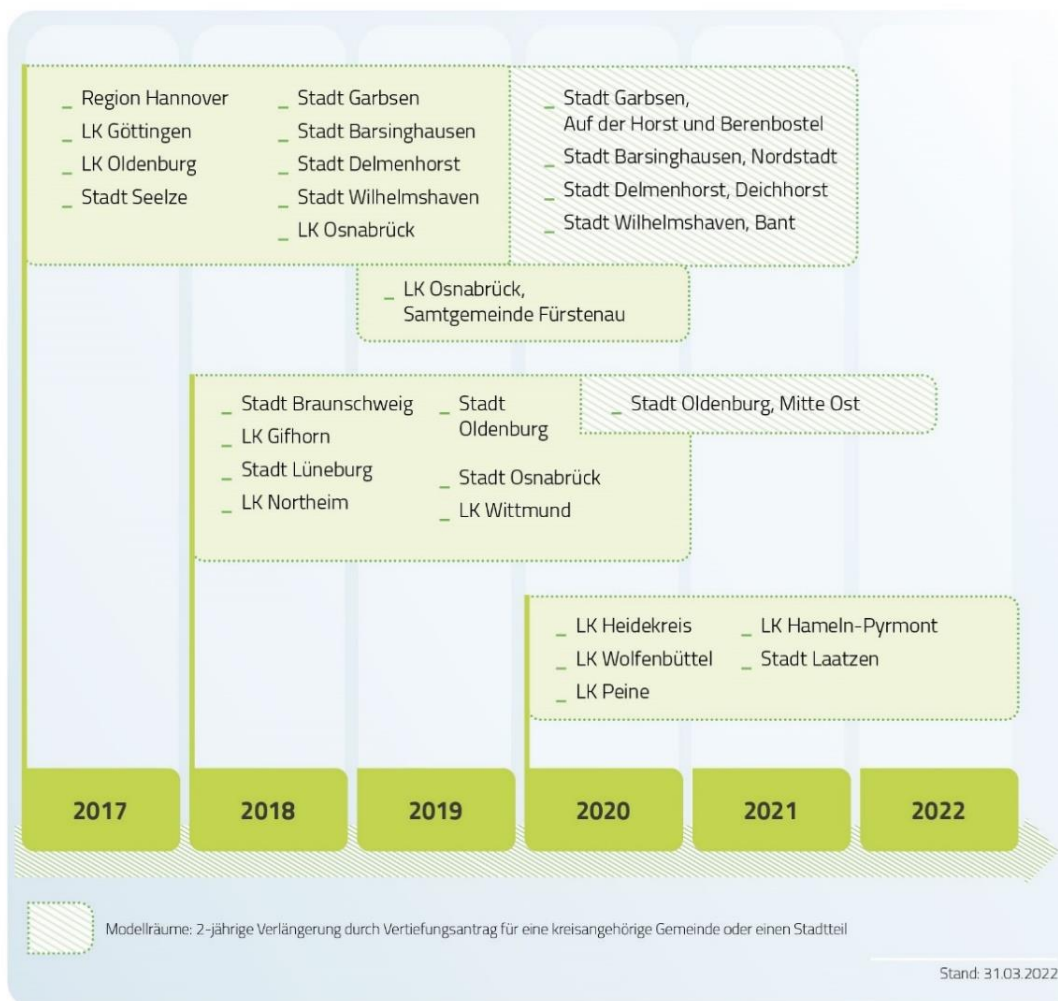 _ Region Hannover
_ LK Göttingen
_ LK Oldenburg
_ Stadt Seelze
_ Stadt Garbsen
_ Stadt Barsinghausen
_ Stadt Delmenhorst
_ Stadt Wilhelmshaven
_ LK Osnabrück
_ Stadt Garbsen,
Auf der Horst und Berenbostel
_ Stadt Barsinghausen, Nordstadt
_ Stadt Delmenhorst, Deichhorst
_ Stadt Wilhelmshaven, Bant
_ LK Osnabrück,
Samtgemeinde Fürstenau
_ Stadt Braunschweig
_ LK Gifhorn
_ Stadt Lüneburg
_ LK Northeim
_ Stadt
Oldenburg
_ Stadt Osnabrück
_ LK Wittmund
_ Stadt Oldenburg, Mitte Ost
_ LK Heidekreis
_ LK Wolfenbüttel
_ LK Peine
_ LK Hameln-Pyrmont
_ Stadt Laatzen
2017
2018
2019
2020
2021
2022
Modellräume: 2-jährige Verlängerung durch Vertiefungsantrag für eine kreisangehörige Gemeinde oder einen Stadtteil
Stand: 31.03.2022